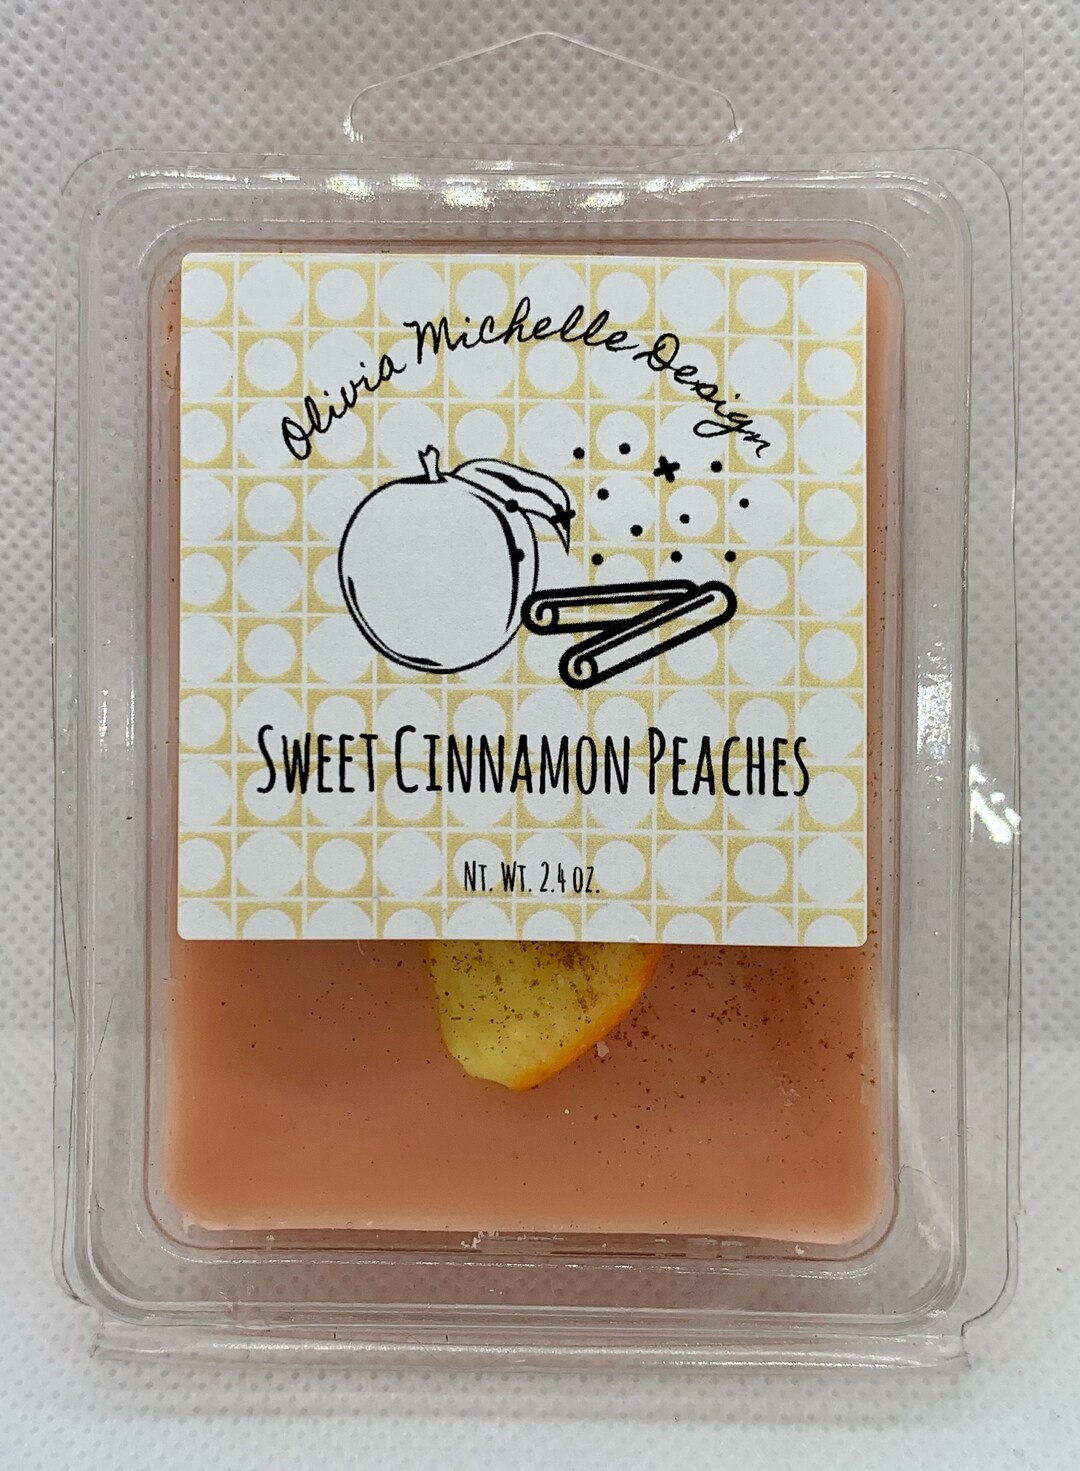 Olivia Michelle Design
Sweet Cinnamon Peaches
Nt. Wt. 2.4 oz.